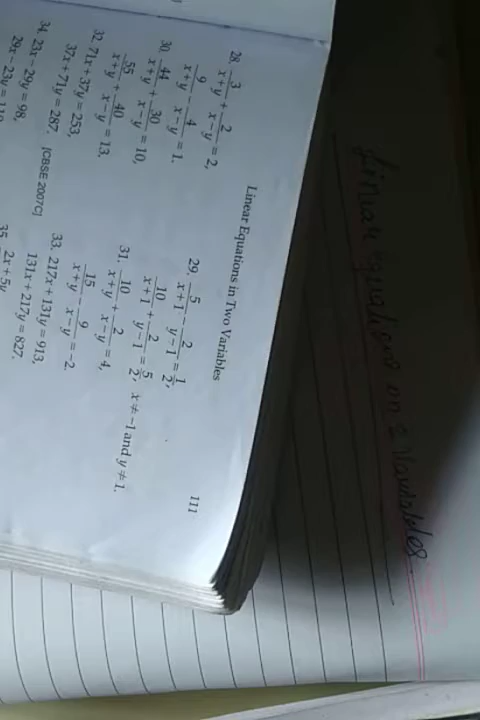 Linear Equations in Two Variables 111
28. 3/(x+y) + 2/(x−y) = 2,
9/(x+y) − 4/(x−y) = 1.
29. 5/(x+1) − 2/(y−1) = 1/2,
10/(x+1) + 2/(y−1) = 5/2, x ≠ −1 and y ≠ 1.
30. 44/(x+y) + 30/(x−y) = 10,
55/(x+y) + 40/(x−y) = 13.
31. 10/(x+y) + 2/(x−y) = 4,
15/(x+y) − 9/(x−y) = −2.
32. 71x + 37y = 253,
37x + 71y = 287.
33. 217x + 131y = 913,
131x + 217y = 827.
34. 23x − 29y = 98,
[CBSE 2007C]
29x − 23y = 110
35. 2x + 5y
Linear equations on 2 Variables